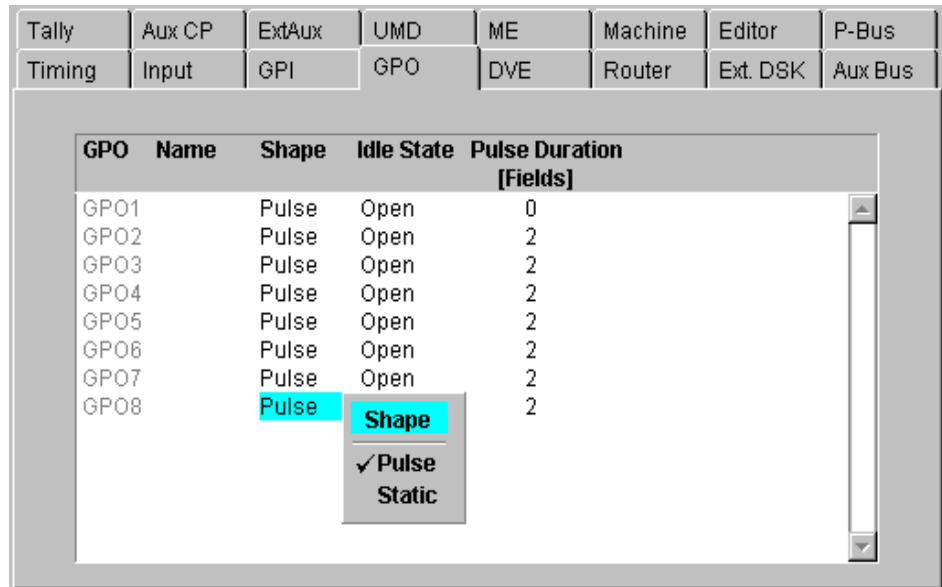 Tally Aux CP ExtAux UMD ME Machine Editor P-Bus
Timing Input GPI GPO DVE Router Ext. DSK Aux Bus
GPO Name Shape Idle State Pulse Duration
[Fields]
GPO1 Pulse Open 0
GPO2 Pulse Open 2
GPO3 Pulse Open 2
GPO4 Pulse Open 2
GPO5 Pulse Open 2
GPO6 Pulse Open 2
GPO7 Pulse Open 2
GPO8 Pulse 2
Shape
✓Pulse
Static